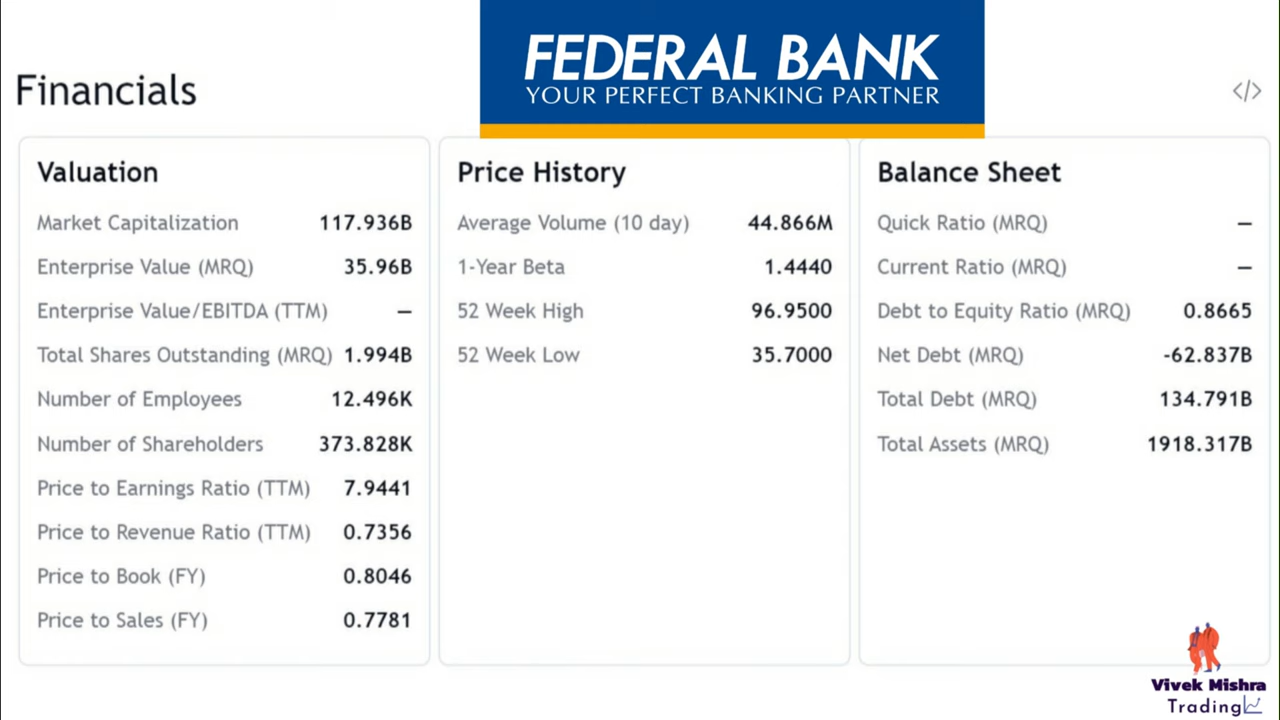 FEDERAL BANK
YOUR PERFECT BANKING PARTNER
Financials
</>
Valuation
Market Capitalization 117.936B
Enterprise Value (MRQ) 35.96B
Enterprise Value/EBITDA (TTM) —
Total Shares Outstanding (MRQ) 1.994B
Number of Employees 12.496K
Number of Shareholders 373.828K
Price to Earnings Ratio (TTM) 7.9441
Price to Revenue Ratio (TTM) 0.7356
Price to Book (FY) 0.8046
Price to Sales (FY) 0.7781
Price History
Average Volume (10 day) 44.866M
1-Year Beta 1.4440
52 Week High 96.9500
52 Week Low 35.7000
Balance Sheet
Quick Ratio (MRQ) —
Current Ratio (MRQ) —
Debt to Equity Ratio (MRQ) 0.8665
Net Debt (MRQ) -62.837B
Total Debt (MRQ) 134.791B
Total Assets (MRQ) 1918.317B
Vivek Mishra
Trading